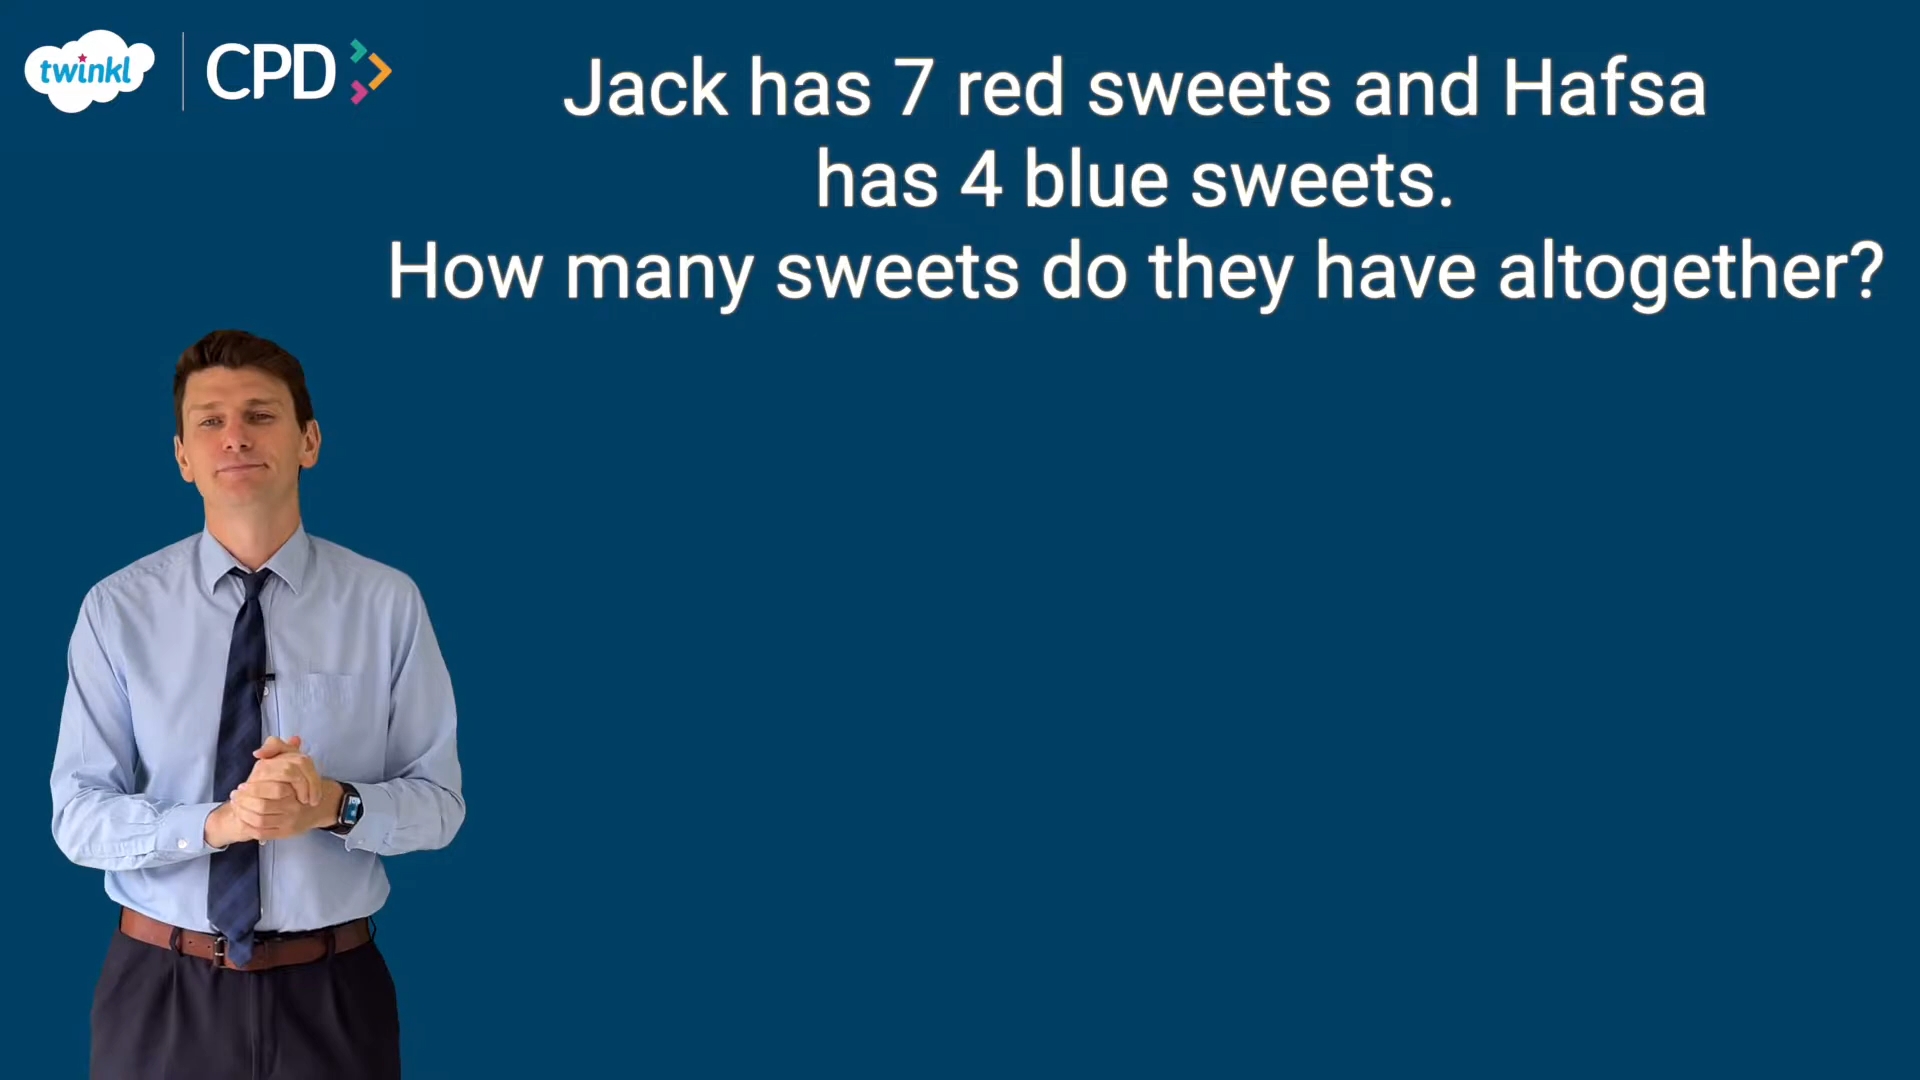 twinkl CPD
Jack has 7 red sweets and Hafsa
has 4 blue sweets.
How many sweets do they have altogether?